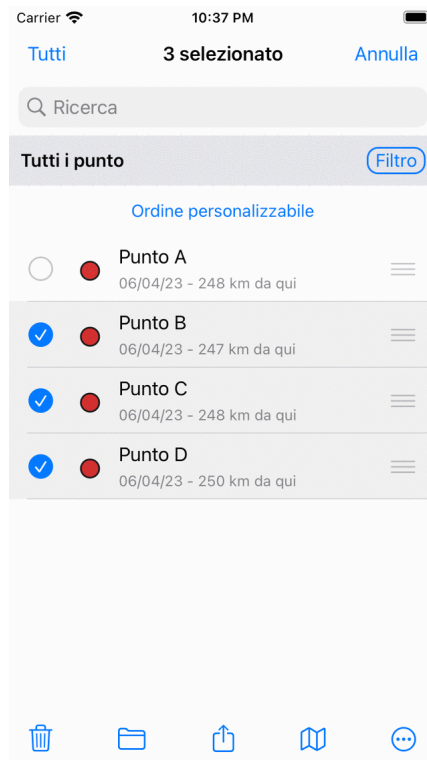 Carrier 10:37 PM
Tutti 3 selezionato Annulla
Ricerca
Tutti i punto Filtro
Ordine personalizzabile
Punto A
06/04/23 - 248 km da qui
Punto B
06/04/23 - 247 km da qui
Punto C
06/04/23 - 248 km da qui
Punto D
06/04/23 - 250 km da qui